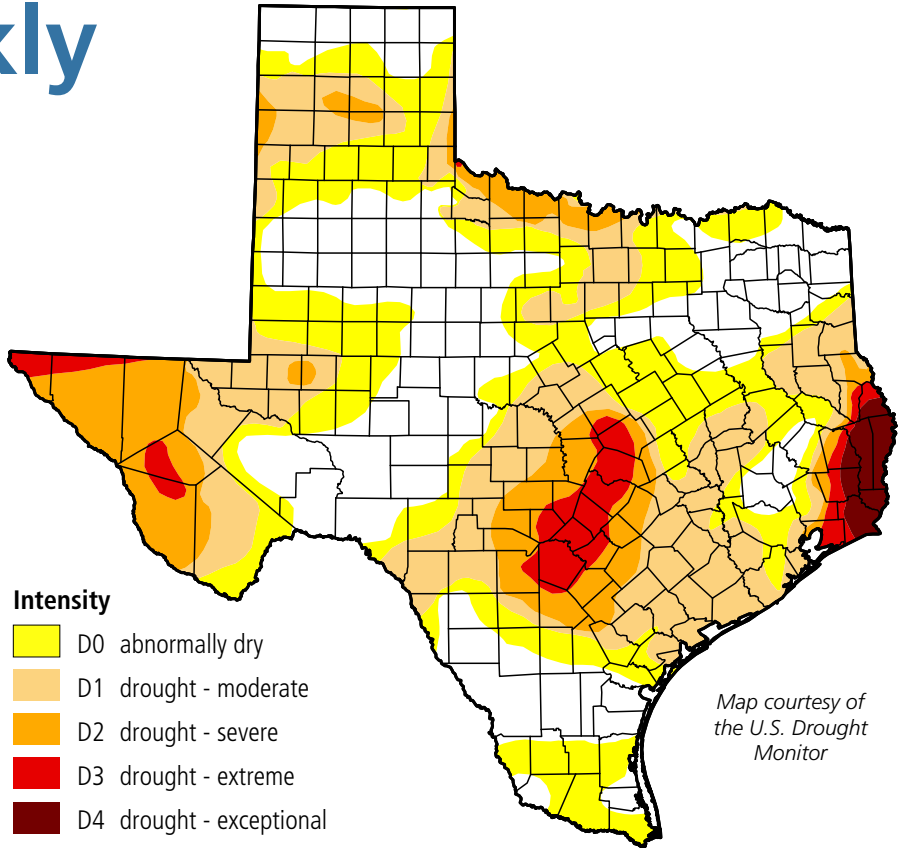 kly
Intensity
D0 abnormally dry
D1 drought - moderate
D2 drought - severe
D3 drought - extreme
D4 drought - exceptional
Map courtesy of
the U.S. Drought
Monitor